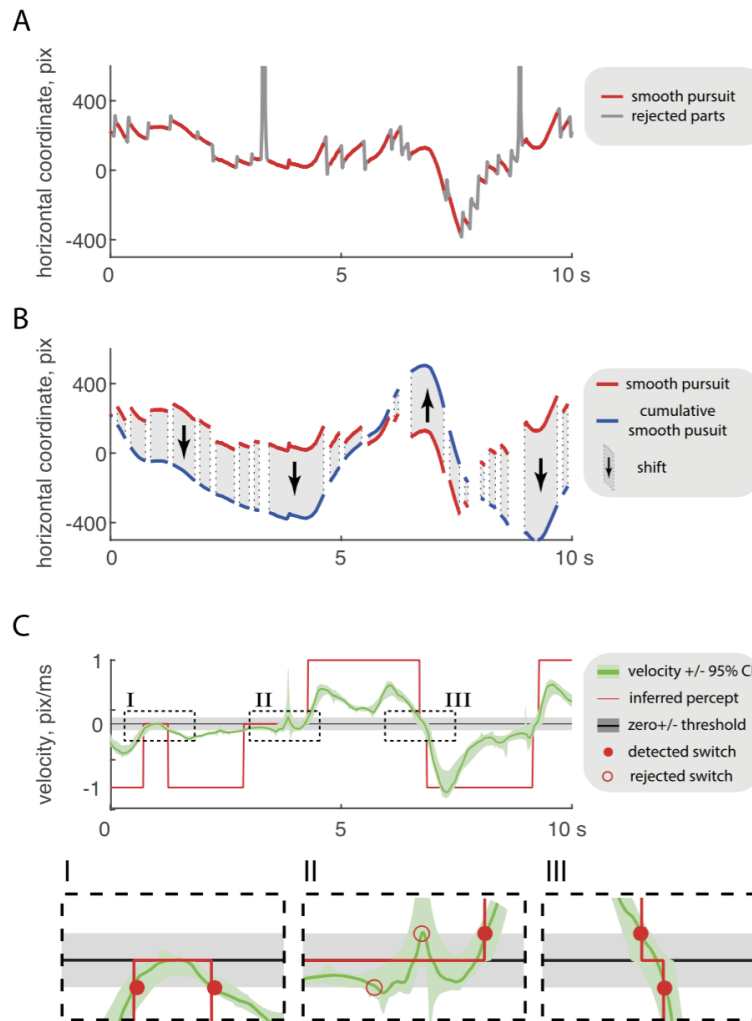 A
horizontal coordinate, pix
400
0
-400
0
5
10 s
smooth pursuit
rejected parts
B
horizontal coordinate, pix
400
0
-400
0
5
10 s
smooth pursuit
cumulative
smooth pusuit
shift
C
velocity, pix/ms
1
0
-1
I
II
III
0
5
10 s
velocity +/- 95% C
inferred percept
zero+/- threshold
detected switch
rejected switch
I
II
III